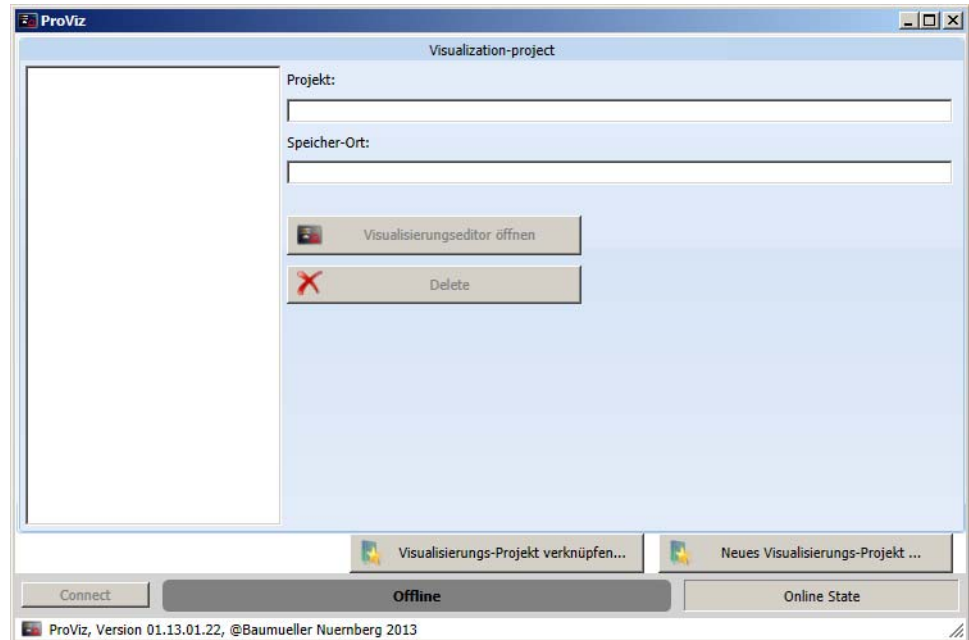 ProViz
Visualization-project
Projekt:
Speicher-Ort:
Visualisierungseditor öffnen
Delete
Visualisierungs-Projekt verknüpfen...
Neues Visualisierungs-Projekt ...
Connect
Offline
Online State
ProViz, Version 01.13.01.22, @Baumueller Nuernberg 2013